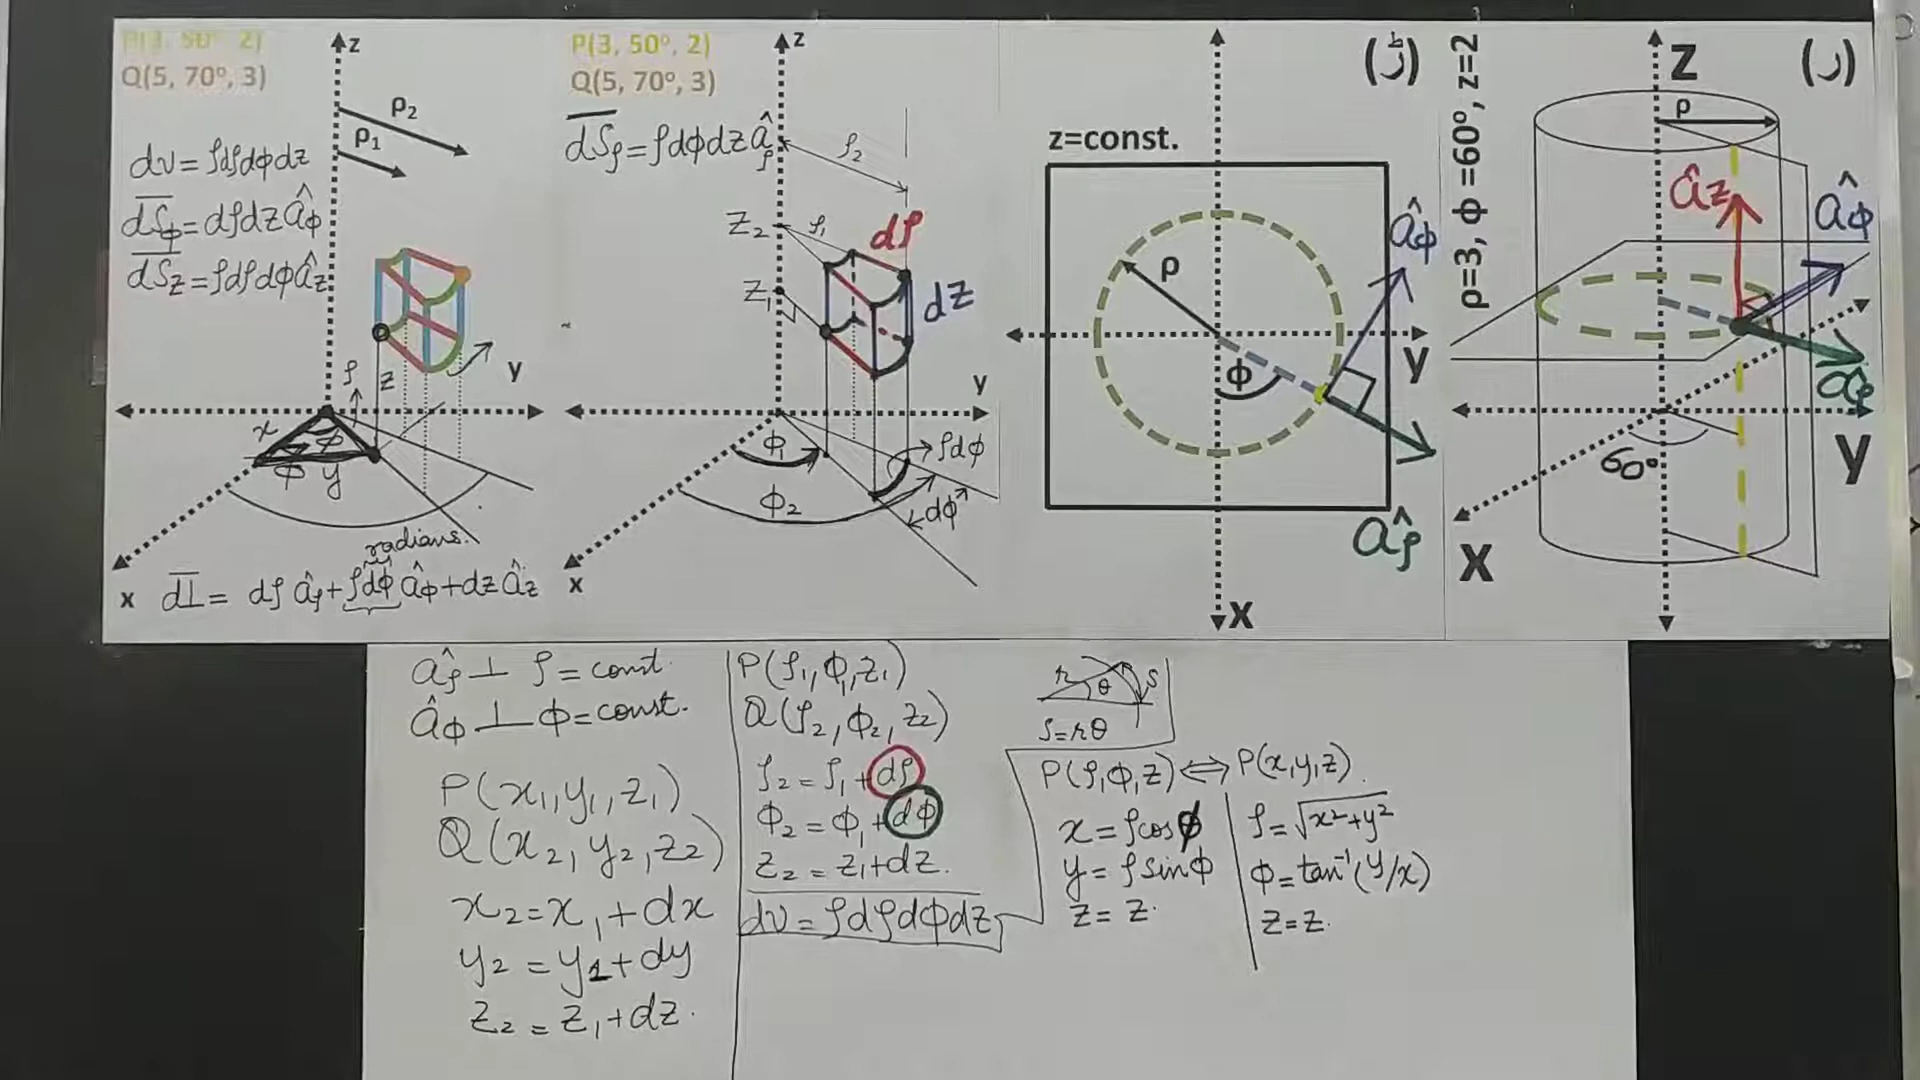 P(3, 50°, 2)
Q(5, 70°, 3)
z
ρ2
ρ1
dv = ρdρdφdz
dSφ = dρdz âφ
dSz = ρdρdφ âz
y
ρ
z
x
φ
φ
y
radians.
x
dL = dρ âρ + ρdφ âφ + dz âz
P(3, 50°, 2)
Q(5, 70°, 3)
z
dSρ = ρdφdz âρ
ρ2
z2
ρ1
dρ
z1
dz
y
φ1
ρdφ
φ2
dφ
x
(ڑ)
z=const.
âφ
ρ
y
φ
âρ
x
ρ=3, φ =60°, z=2
z
(ر)
ρ
âz
âφ
âρ
y
60°
x
âρ ⊥ ρ = const.
âφ ⊥ φ = const.
P(x1, y1, z1)
Q(x2, y2, z2)
x2 = x1 + dx
y2 = y1 + dy
z2 = z1 + dz.
P(ρ1, φ1, z1)
Q(ρ2, φ2, z2)
ρ2 = ρ1 + dρ
φ2 = φ1 + dφ
z2 = z1 + dz.
dv = ρdρdφdz
r
θ
s
s = rθ
P(ρ, φ, z) ⇔ P(x, y, z).
x = ρcosφ
y = ρ sinφ
z = z.
ρ = √x²+y²
φ = tan⁻¹(y/x)
z = z.